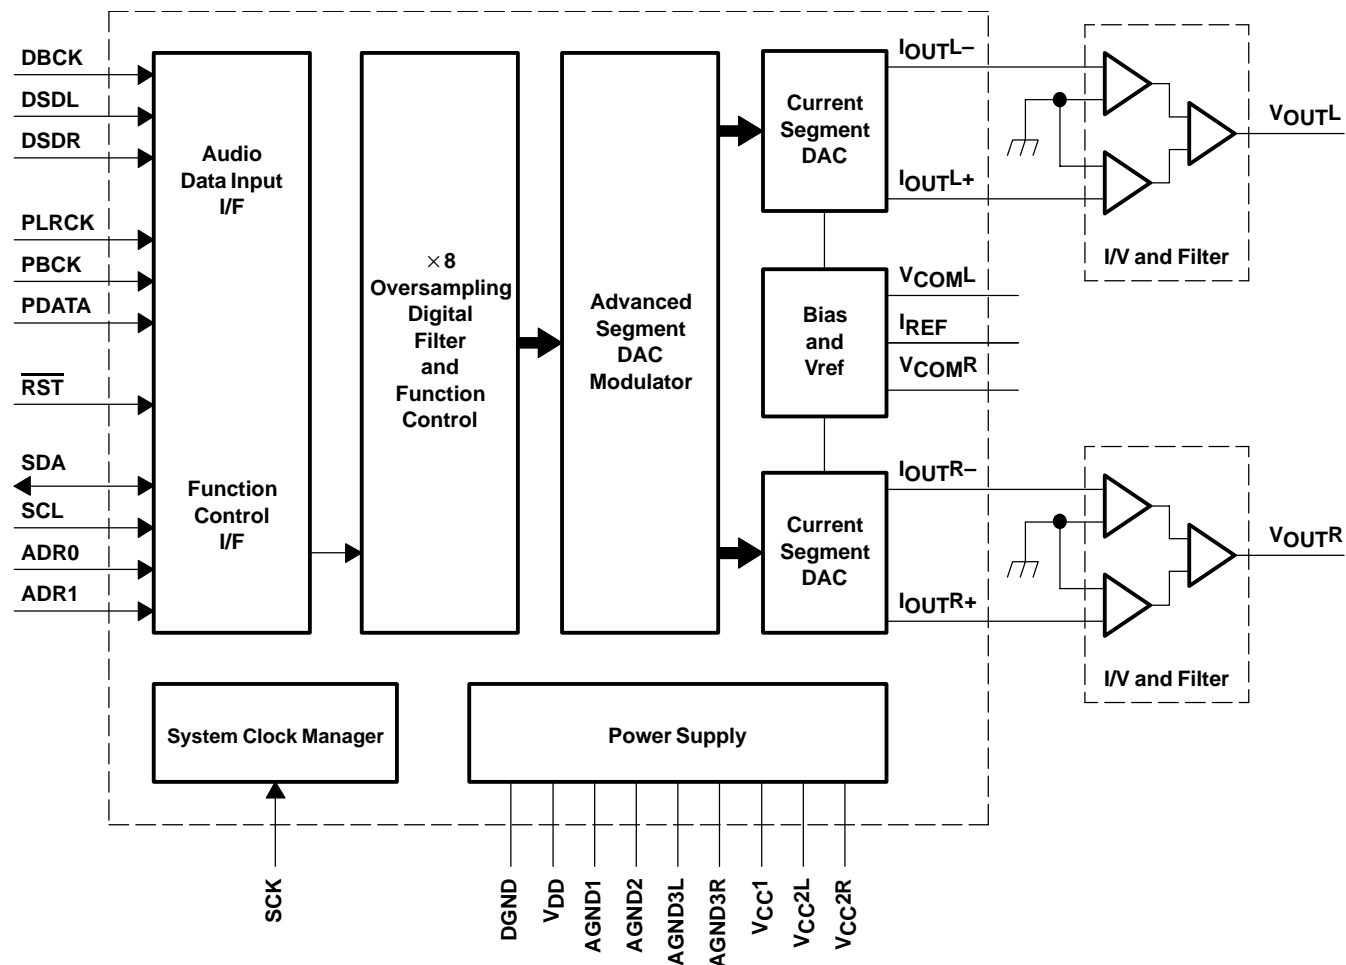 DBCK
DSDL
DSDR
PLRCK
PBCK
PDATA
RST
SDA
SCL
ADR0
ADR1
Audio
Data Input
I/F
Function
Control
I/F
×8
Oversampling
Digital
Filter
and
Function
Control
Advanced
Segment
DAC
Modulator
Current
Segment
DAC
Bias
and
Vref
Current
Segment
DAC
IOUTL–
IOUTL+
VCOML
IREF
VCOMR
IOUTR–
IOUTR+
I/V and Filter
VOUTL
I/V and Filter
VOUTR
System Clock Manager
Power Supply
SCK
DGND
VDD
AGND1
AGND2
AGND3L
AGND3R
VCC1
VCC2L
VCC2R